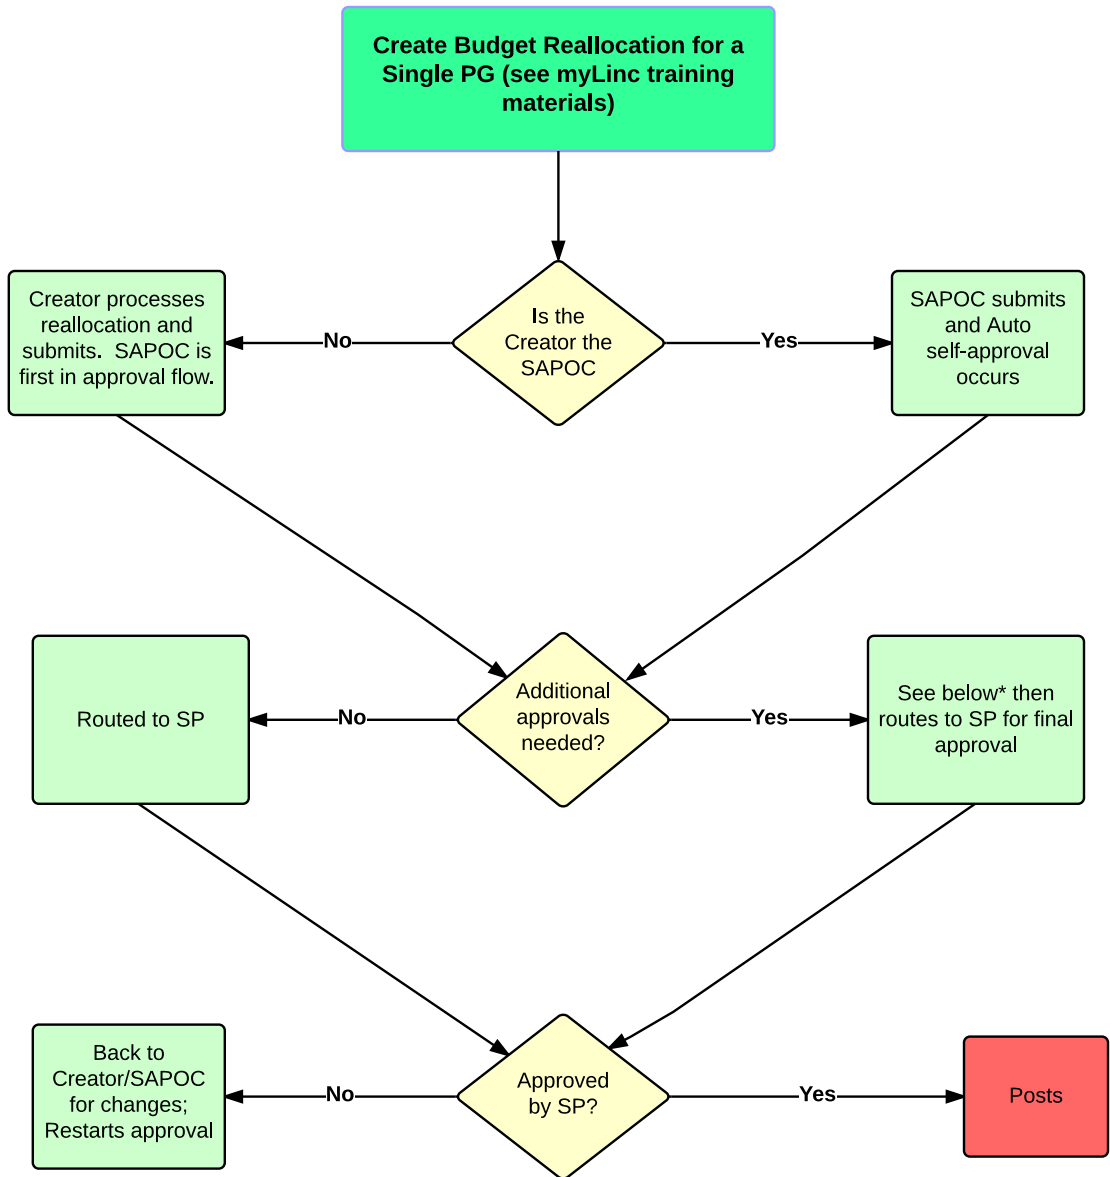 Create Budget Reallocation for a
Single PG (see myLinc training
materials)
Creator processes
reallocation and
submits.  SAPOC is
first in approval flow.
No
Is the
Creator the
SAPOC
Yes
SAPOC submits
and Auto
self-approval
occurs
Routed to SP
No
Additional
approvals
needed?
Yes
See below* then
routes to SP for final
approval
Back to
Creator/SAPOC
for changes;
Restarts approval
No
Approved
by SP?
Yes
Posts